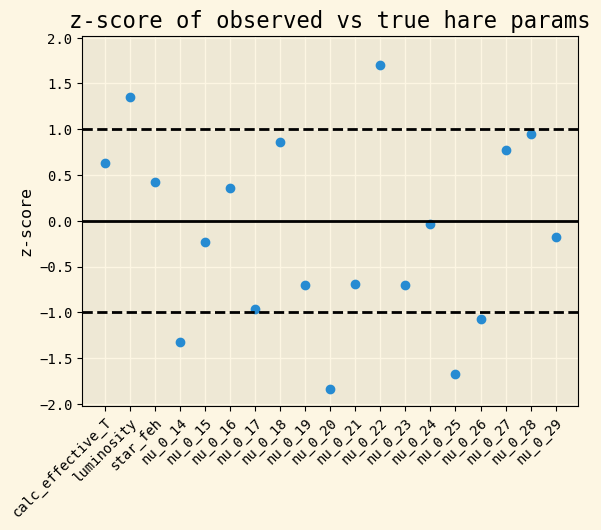 z-score of observed vs true hare params
2.0
1.5
1.0
0.5
0.0
−0.5
−1.0
−1.5
−2.0
z-score
calc_effective_T
luminosity
star_feh
nu_0_14
nu_0_15
nu_0_16
nu_0_17
nu_0_18
nu_0_19
nu_0_20
nu_0_21
nu_0_22
nu_0_23
nu_0_24
nu_0_25
nu_0_26
nu_0_27
nu_0_28
nu_0_29